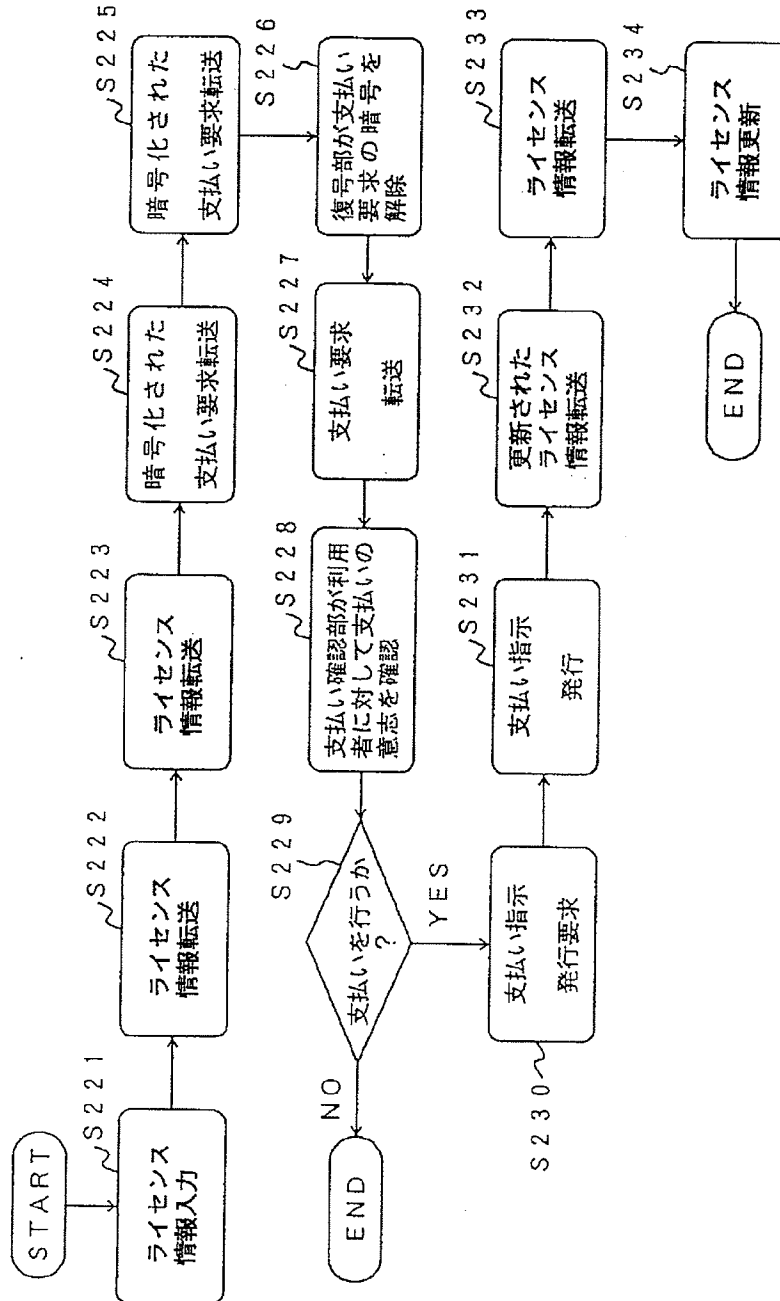 START
S221
ライセンス
情報入力
S222
ライセンス
情報転送
S223
ライセンス
情報転送
S224
暗号化された
支払い要求転送
S225
暗号化された
支払い要求転送
S226
復号部が支払い
要求の暗号を
解除
S227
支払い要求
転送
S228
支払い確認部が利用
者に対して支払いの
意志を確認
S229
支払いを行うか
?
NO
END
YES
S230
支払い指示
発行要求
S231
支払い指示
発行
S232
更新された
ライセンス
情報転送
S233
ライセンス
情報転送
S234
ライセンス
情報更新
END